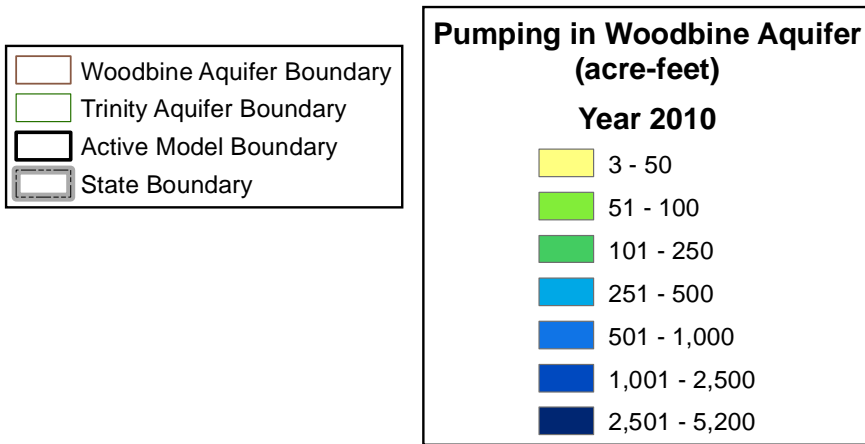 Woodbine Aquifer Boundary
Trinity Aquifer Boundary
Active Model Boundary
State Boundary
Pumping in Woodbine Aquifer
(acre-feet)
Year 2010
3 - 50
51 - 100
101 - 250
251 - 500
501 - 1,000
1,001 - 2,500
2,501 - 5,200